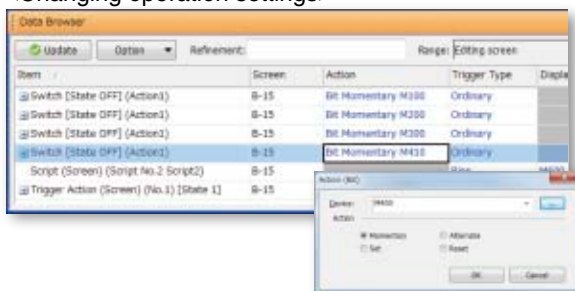 <Changing operation settings>
Data Browser
Update Option Refinement: Range: Editing screen
Item Screen Action Trigger Type Displa
Switch [State OFF] (Action1) B-15 Bit Momentary M100 Ordinary
Switch [State OFF] (Action1) B-15 Bit Momentary M200 Ordinary
Switch [State OFF] (Action1) B-15 Bit Momentary M300 Ordinary
Switch [State OFF] (Action1) B-15 Bit Momentary M410 Ordinary
Script (Screen) (Script No.2 Script2) B-15 Rise
Trigger Action (Screen) (No.1) [State 1] B-15
Action (Bit)
Device: M400
Action
Momentary Alternate
Set Reset
OK Cancel